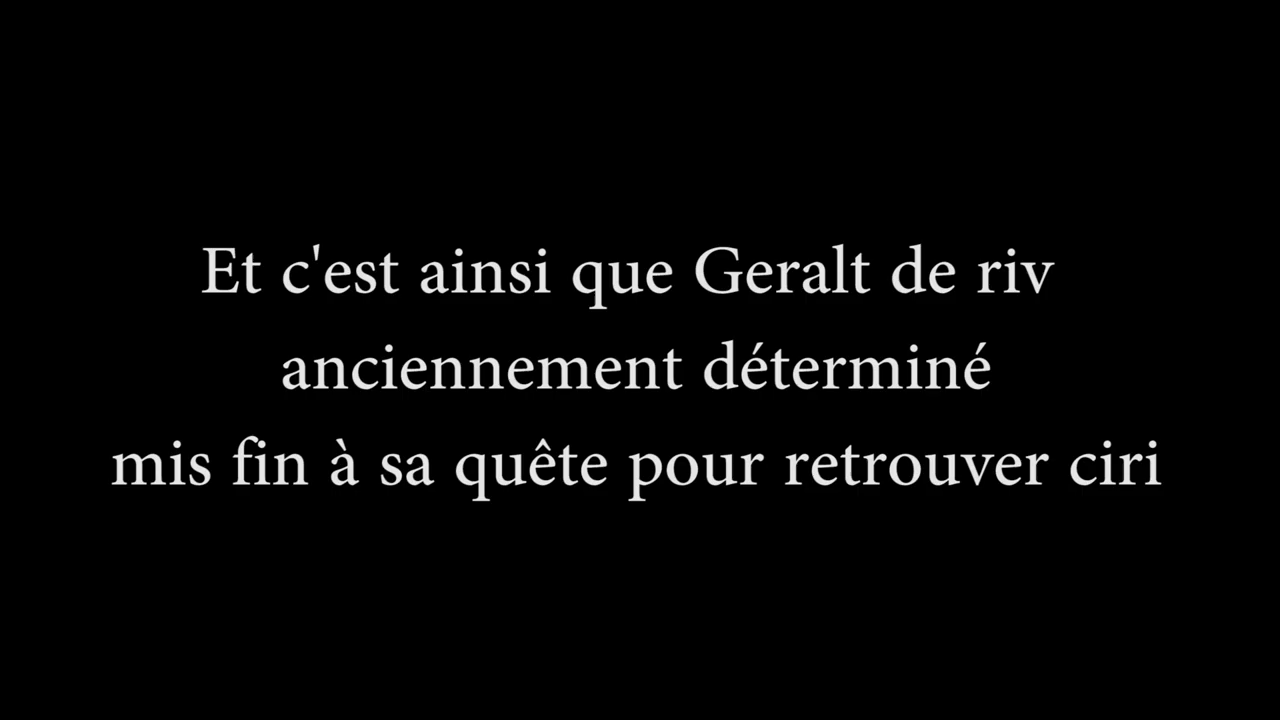 Et c'est ainsi que Geralt de riv
anciennement déterminé
mis fin à sa quête pour retrouver ciri